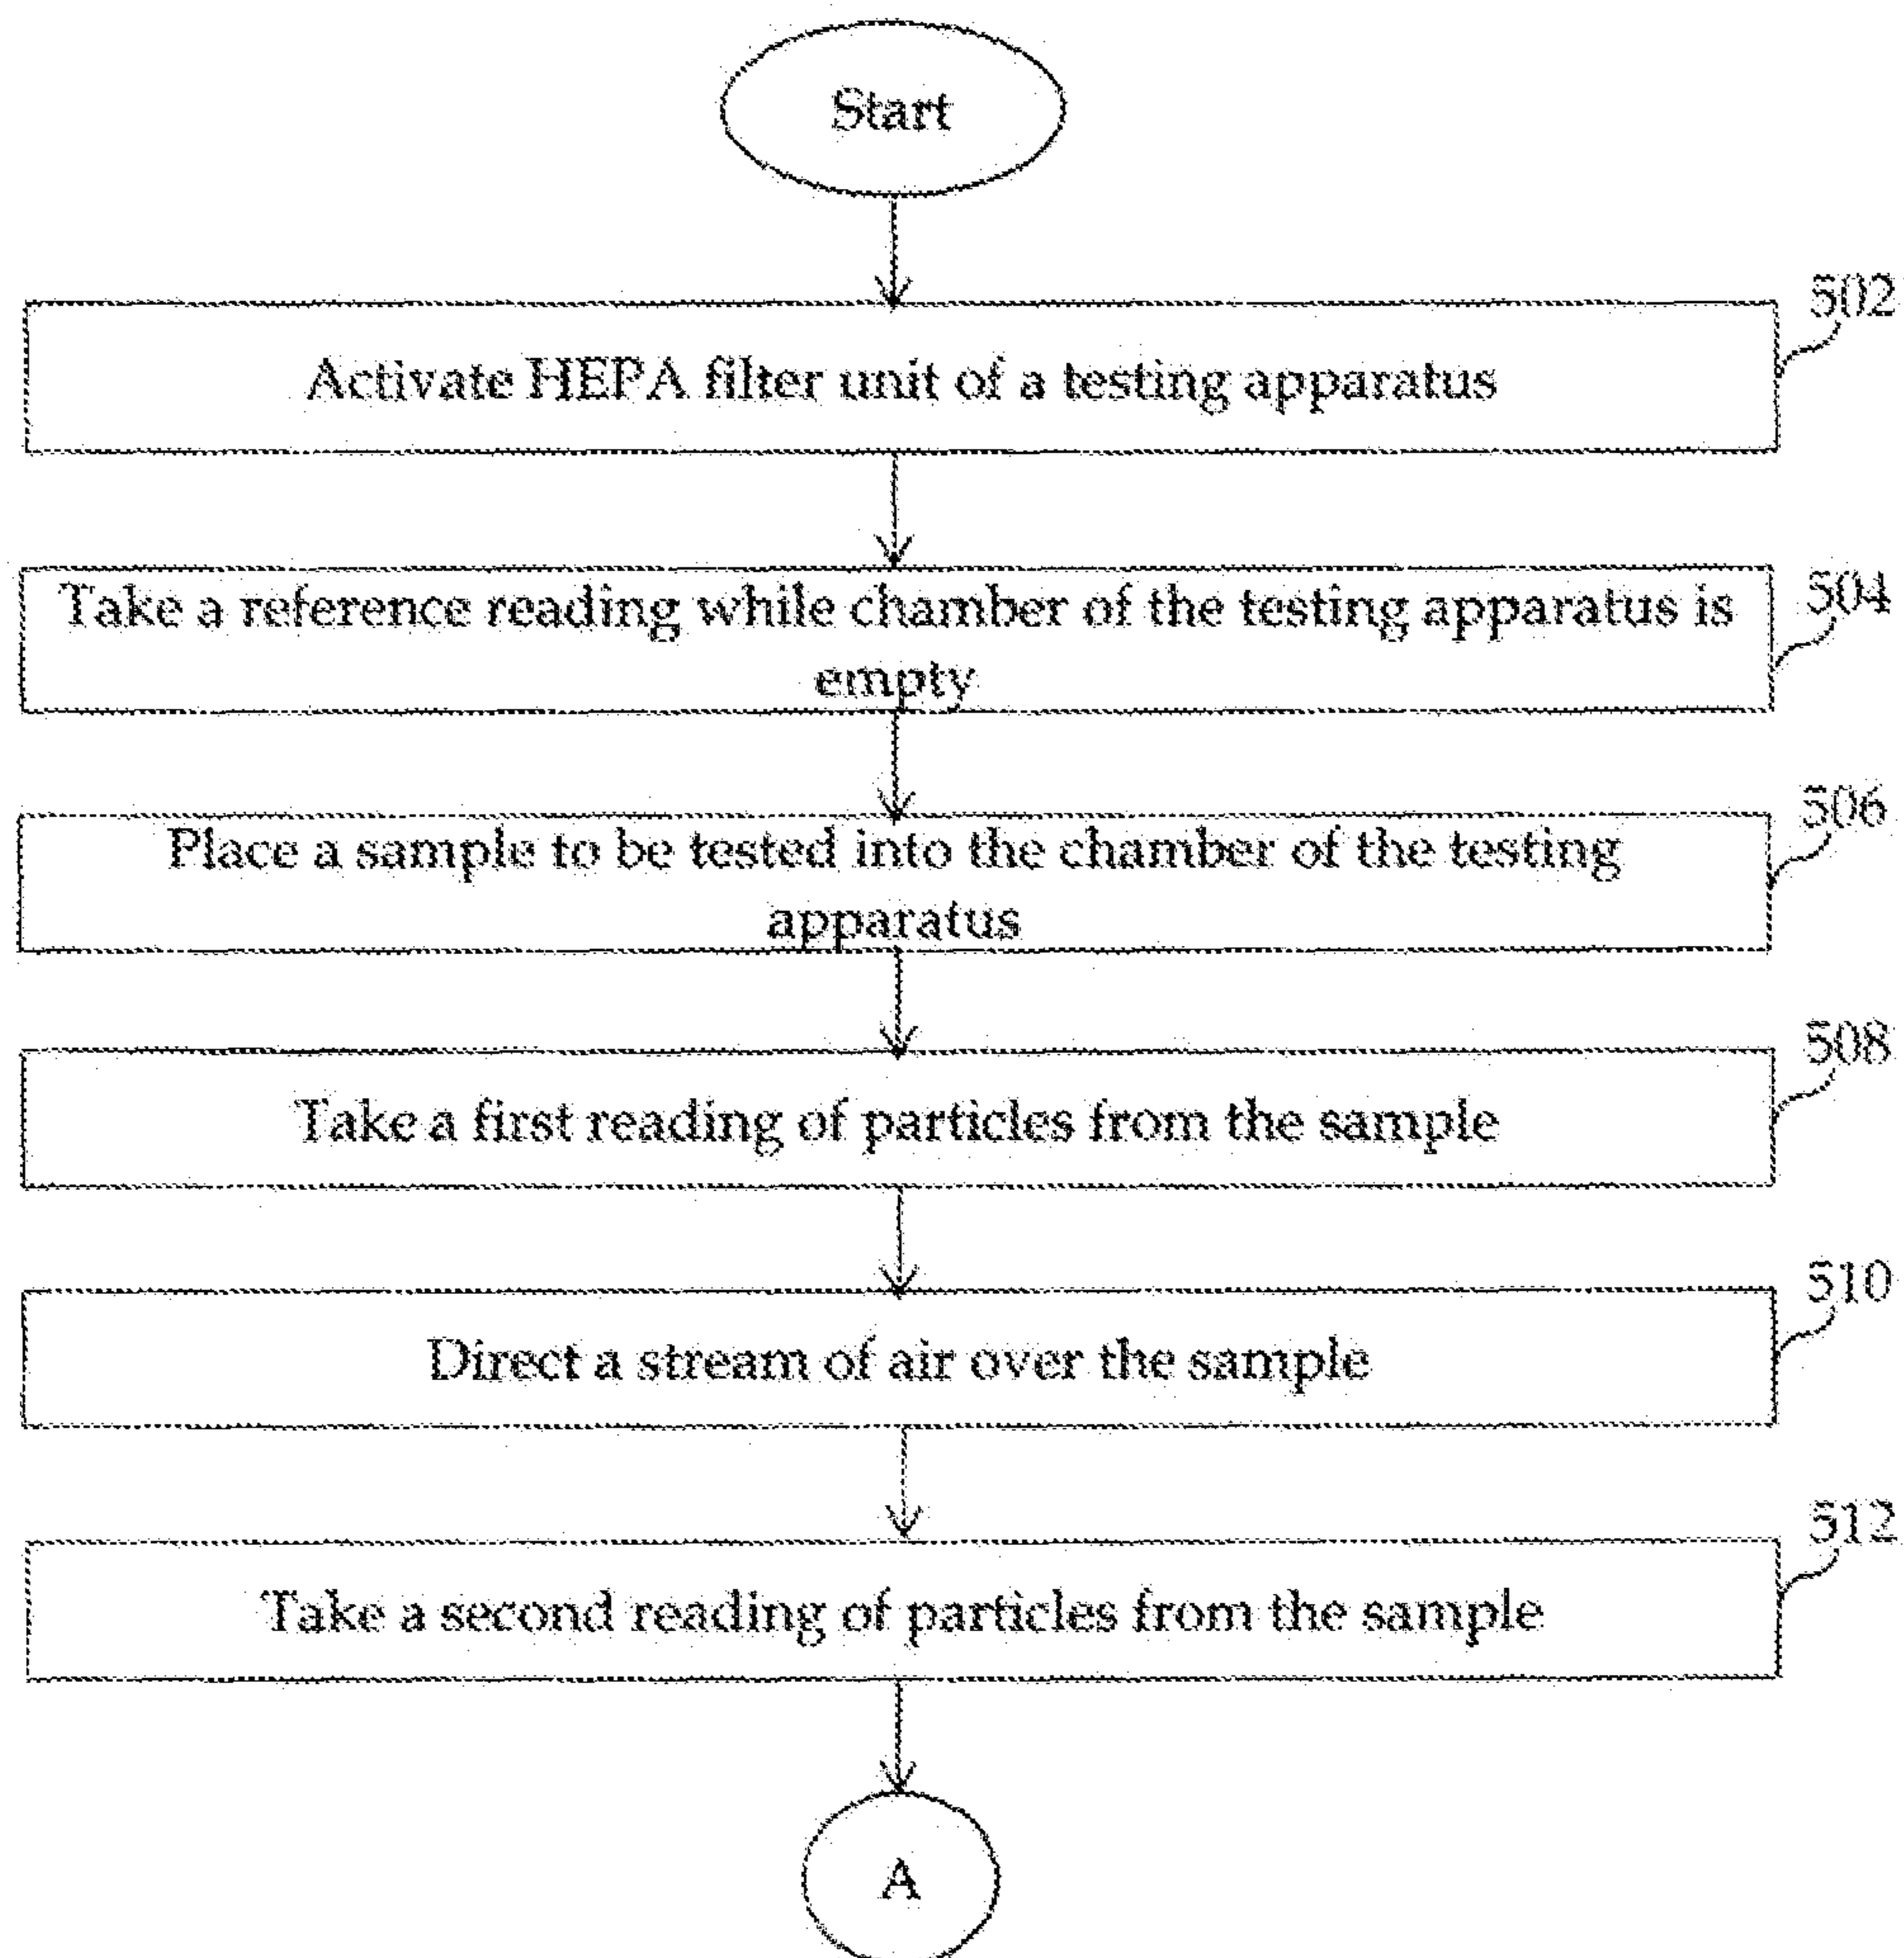 Start
502
Activate HEPA filter unit of a testing apparatus
504
Take a reference reading while chamber of the testing apparatus is
empty
506
Place a sample to be tested into the chamber of the testing
apparatus
508
Take a first reading of particles from the sample
510
Direct a stream of air over the sample
512
Take a second reading of particles from the sample
A